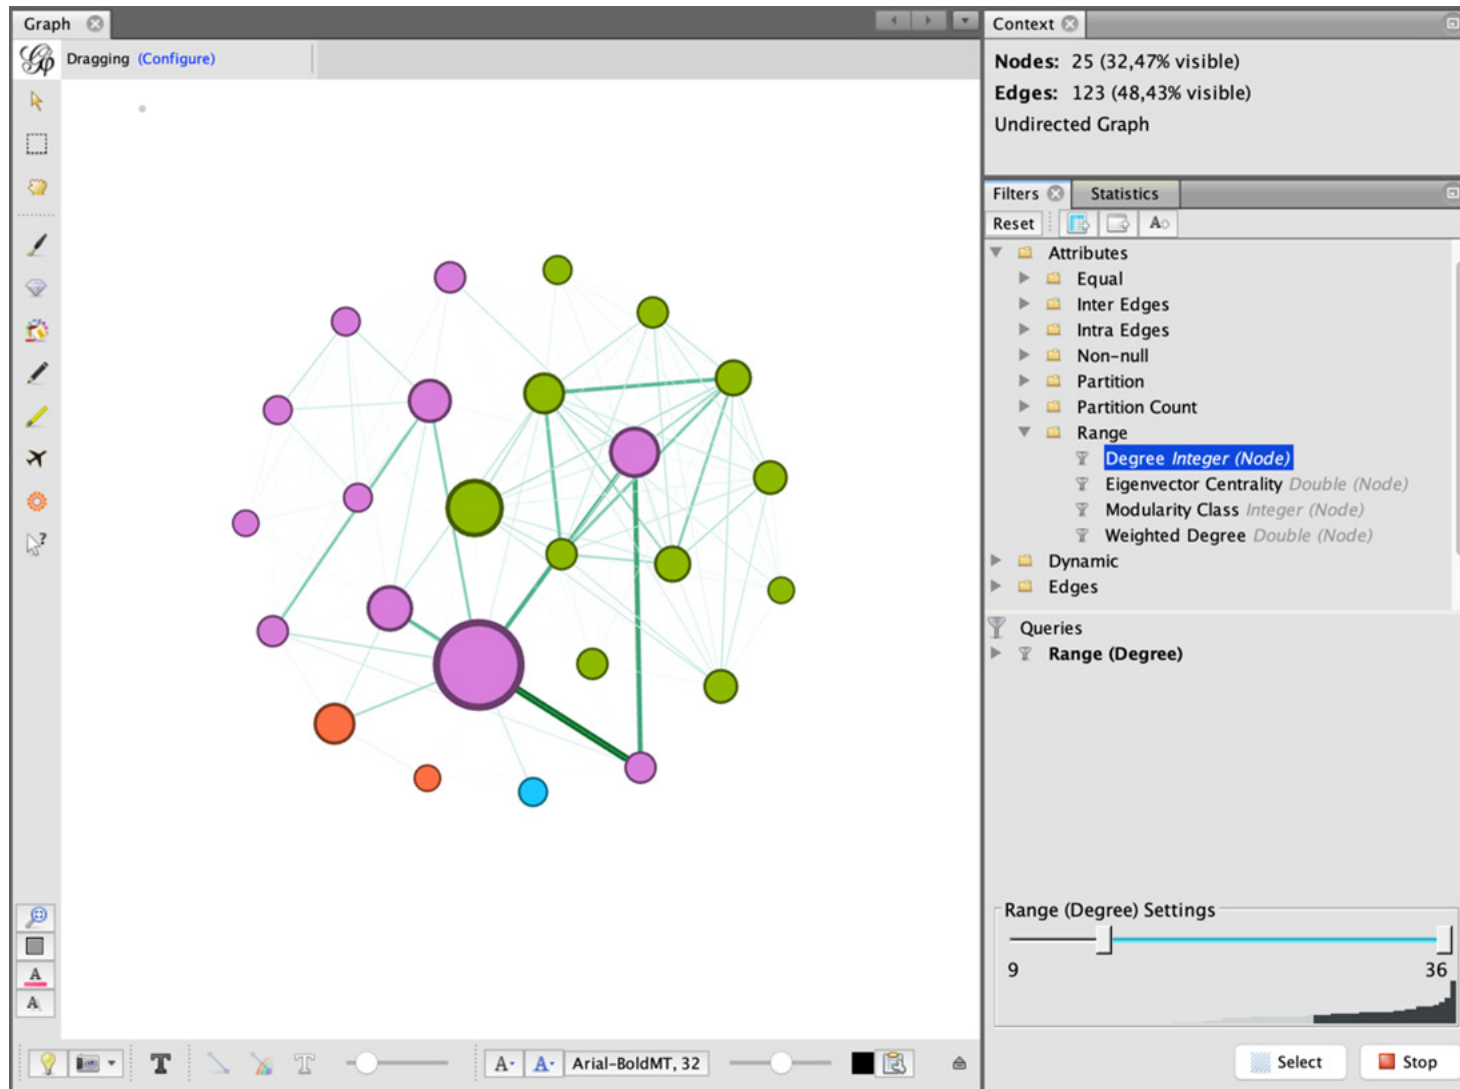 Graph
Dragging (Configure)
Context
Nodes: 25 (32,47% visible)
Edges: 123 (48,43% visible)
Undirected Graph
Filters Statistics
Reset
Attributes
Equal
Inter Edges
Intra Edges
Non-null
Partition
Partition Count
Range
Degree Integer (Node)
Eigenvector Centrality Double (Node)
Modularity Class Integer (Node)
Weighted Degree Double (Node)
Dynamic
Edges
Queries
Range (Degree)
Range (Degree) Settings
9 36
A
A
T T A- A- Arial-BoldMT, 32
Select Stop